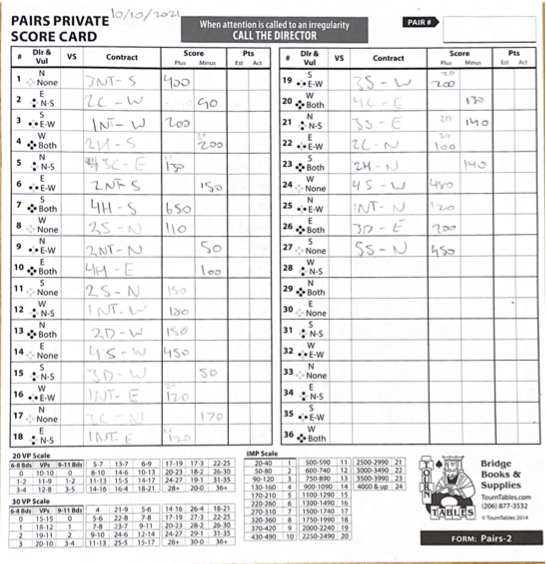 PAIRS PRIVATE SCORE CARD
10/10/2021
When attention is called to an irregularity
CALL THE DIRECTOR
PAIR #
# Dlr & Vul VS Contract Score Plus Minus Pts Est Act
1 N None 3NT-S 400
2 E N-S 2C-W 90
3 S E-W 1NT-W 200
4 W Both 2H-S 200
5 N N-S 3C-E 130
6 E E-W 2NT-S 150
7 S Both 4H-S 650
8 W None 2S-N 110
9 N E-W 2NT-N 50
10 E Both 4H-E 100
11 S None 2S-N 150
12 W N-S 1NT-W 180
13 N Both 2D-W 150
14 E None 4S-W 450
15 S N-S 3D-W 50
16 W E-W 1NT-E 120
17 N None 3C-N 170
18 E N-S 1NT-E 120
# Dlr & Vul VS Contract Score Plus Minus Pts Est Act
19 S E-W 3S-W 200
20 W Both 4C-E 130
21 N N-S 3S-E 140
22 E E-W 2C-N 100
23 S Both 2H-N 140
24 W None 4S-W 480
25 N E-W 1NT-N 120
26 E Both 3D-E 200
27 S None 5S-N 450
28 W N-S
29 N Both
30 E None
31 S N-S
32 W E-W
33 N None
34 E N-S
35 S E-W
36 W Both
20 VP Scale
6-8 Bds VPs 9-11 Bds 5-7 13-7 6-9 17-19 17-3 22-25
0 10-10 0 8-10 14-6 10-13 20-23 18-2 26-30
1-2 11-9 1-2 11-13 15-5 14-17 24-27 19-1 31-35
3-4 12-8 3-5 14-16 16-4 18-21 28+ 20-0 36+
30 VP Scale
6-8 Bds VPs 9-11 Bds 4 21-9 5-6 14-16 26-4 18-21
0 15-15 0 5-6 22-8 7-8 17-19 27-3 22-25
1 18-12 1 7-8 23-7 9-11 20-23 28-2 26-30
2 19-11 2 9-10 24-6 12-14 24-27 29-1 31-35
3 20-10 3-4 11-13 25-5 15-17 28+ 30-0 36+
IMP Scale
20-40 1 500-590 11 2500-2990 21
50-80 2 600-740 12 3000-3490 22
90-120 3 750-890 13 3500-3990 23
130-160 4 900-1090 14 4000 & up 24
170-210 5 1100-1290 15
220-260 6 1300-1490 16
270-310 7 1500-1740 17
320-360 8 1750-1990 18
370-420 9 2000-2240 19
430-490 10 2250-2490 20
TOURN TABLES
Bridge
Books &
Supplies
TournTables.com
(206) 877-3532
© TournTables 2014
FORM: Pairs-2